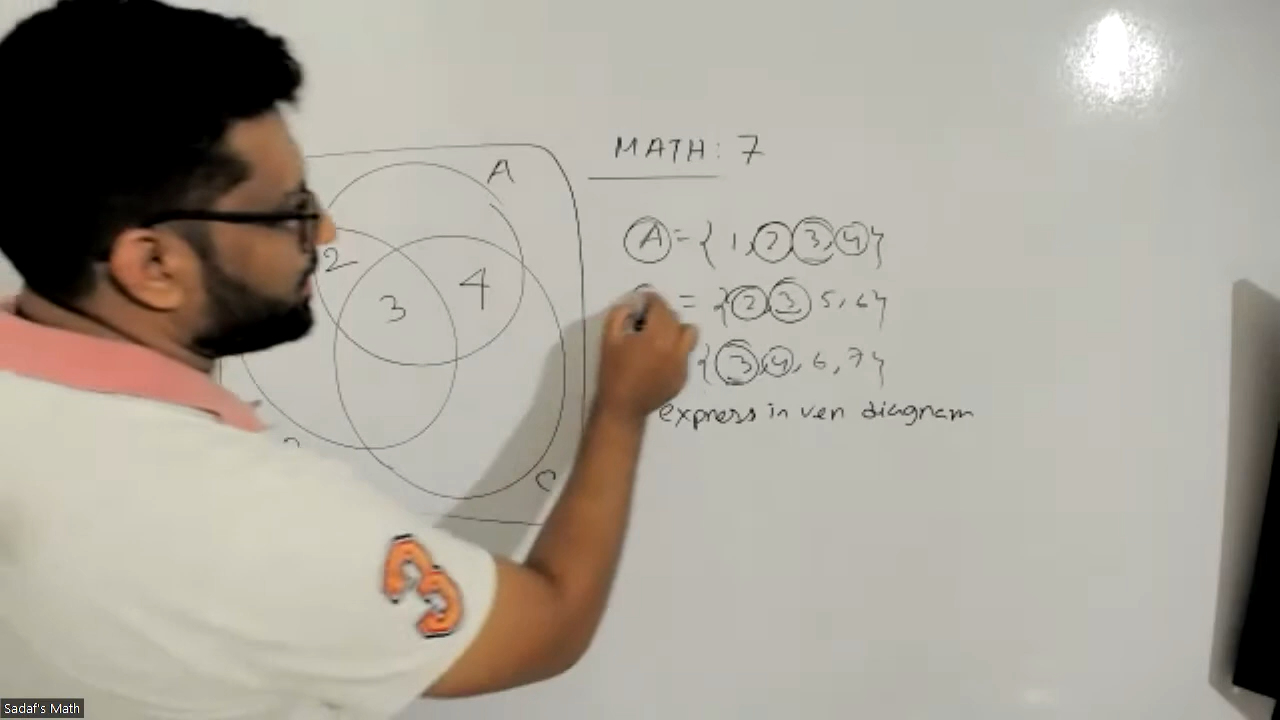 MATH: 7
A = { 1, 2, 3, 4 }
= { 2, 3, 5, 6 }
{ 3, 4, 6, 7 }
express in ven diagram
A
2
3
4
C
3
Sadaf's Math